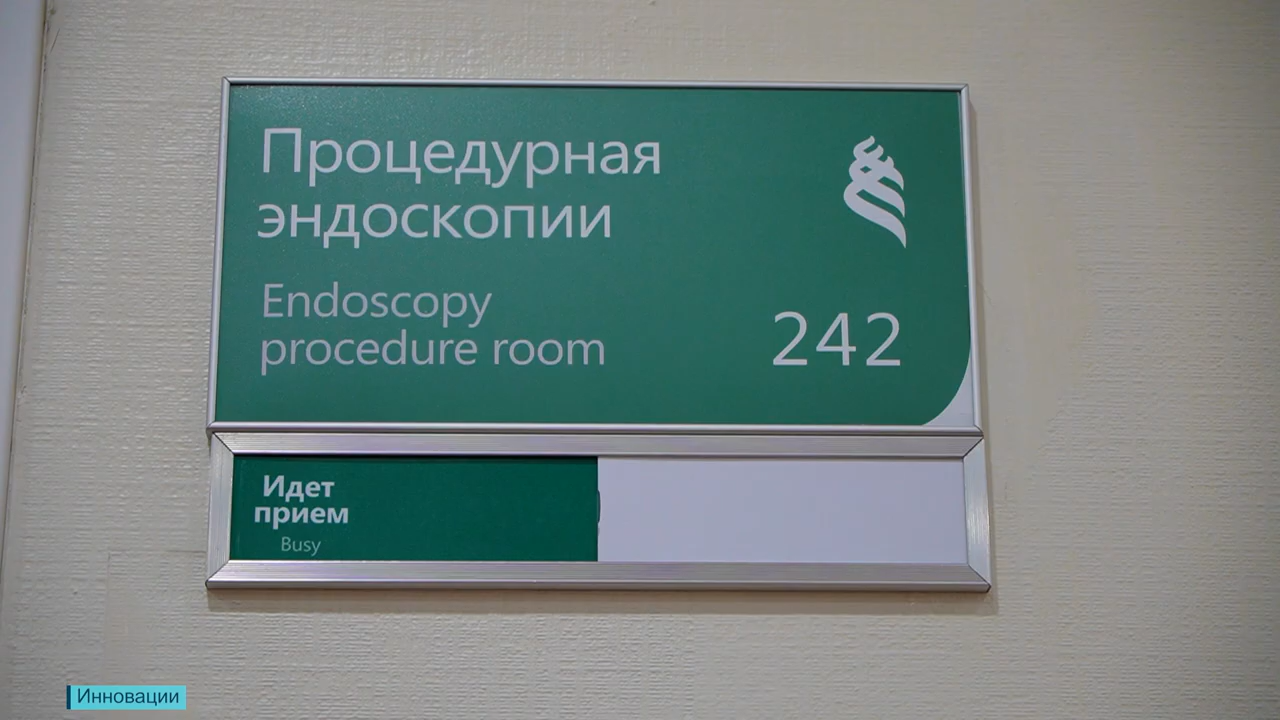 Процедурная
эндоскопии
Endoscopy
procedure room
242
Идет
прием
Busy
Инновации